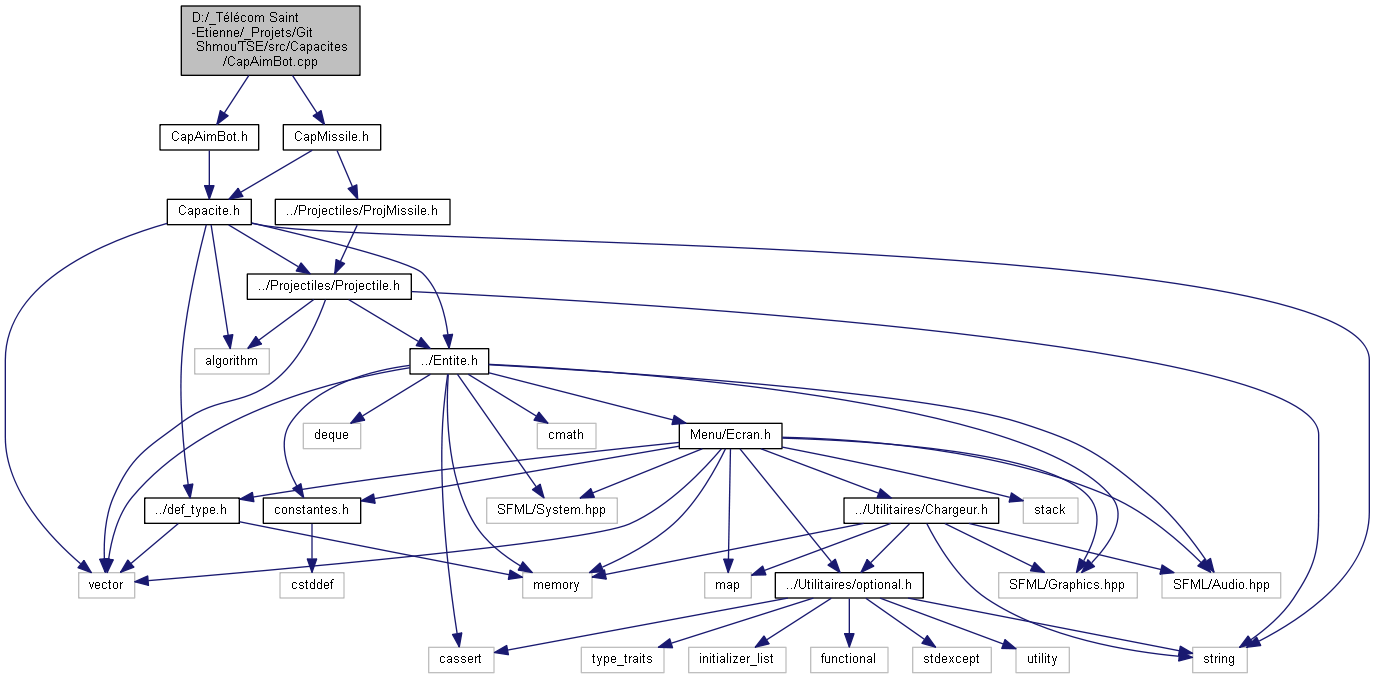 D:/_Télécom Saint
-Etienne/_Projets/Git
Shmou'TSE/src/Capacites
/CapAimBot.cpp
CapAimBot.h
CapMissile.h
Capacite.h
../Projectiles/ProjMissile.h
../Projectiles/Projectile.h
algorithm
../Entite.h
deque
cmath
Menu/Ecran.h
../def_type.h
constantes.h
SFML/System.hpp
../Utilitaires/Chargeur.h
stack
vector
cstddef
memory
map
../Utilitaires/optional.h
SFML/Graphics.hpp
SFML/Audio.hpp
cassert
type_traits
initializer_list
functional
stdexcept
utility
string